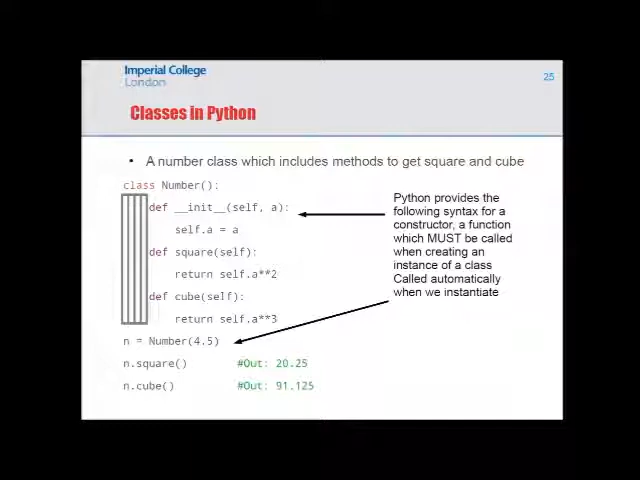 Imperial College
London
25
Classes in Python
• A number class which includes methods to get square and cube
class Number():
def __init__(self, a):
self.a = a
def square(self):
return self.a**2
def cube(self):
return self.a**3
n = Number(4.5)
n.square() #Out: 20.25
n.cube() #Out: 91.125
Python provides the
following syntax for a
constructor, a function
which MUST be called
when creating an
instance of a class
Called automatically
when we instantiate